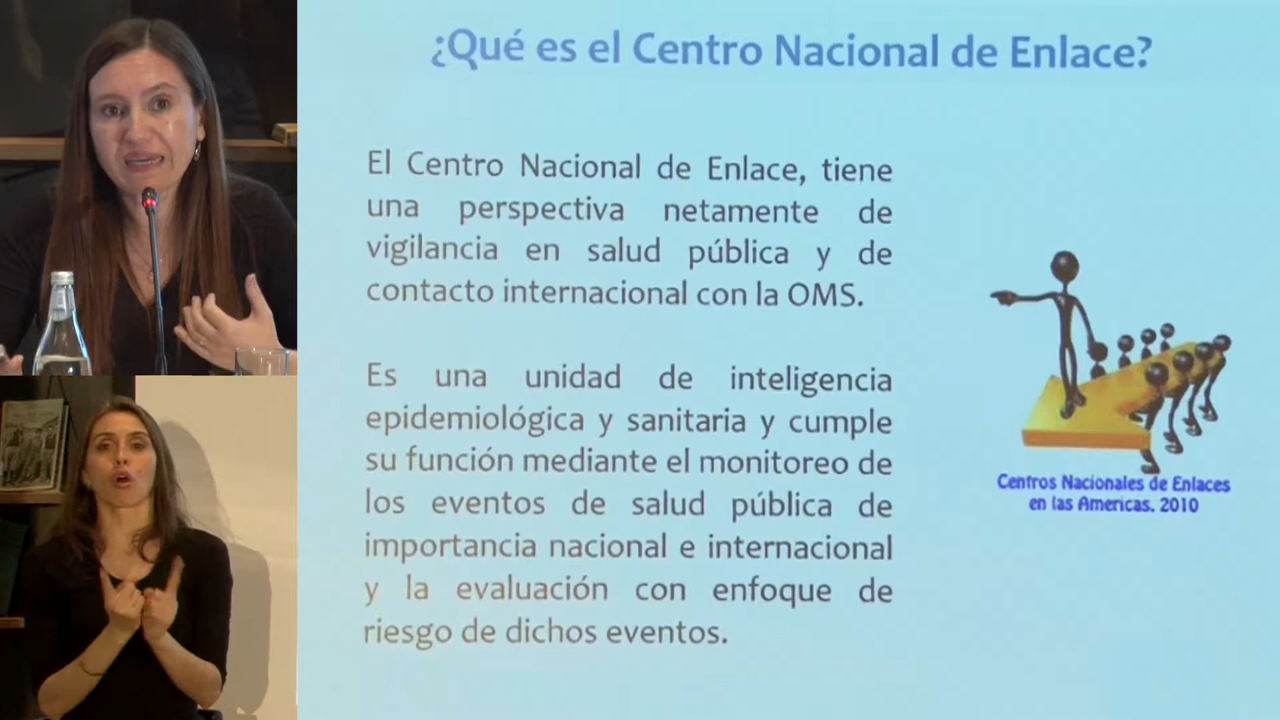 ¿Qué es el Centro Nacional de Enlace?
El Centro Nacional de Enlace, tiene
una perspectiva netamente de
vigilancia en salud pública y de
contacto internacional con la OMS.
Es una unidad de inteligencia
epidemiológica y sanitaria y cumple
su función mediante el monitoreo de
los eventos de salud pública de
importancia nacional e internacional
y la evaluación con enfoque de
riesgo de dichos eventos.
Centros Nacionales de Enlaces
en las Americas. 2010